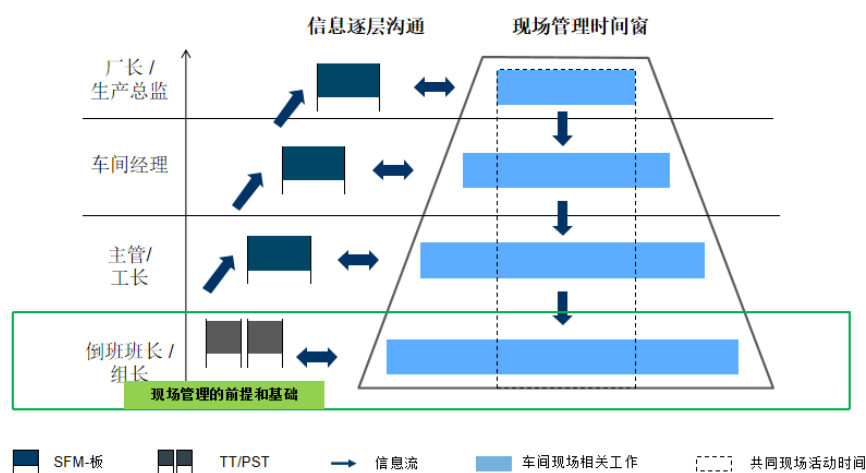 信息逐层沟通
现场管理时间窗
厂长 /
生产总监
车间经理
主管/
工长
倒班班长 /
组长
现场管理的前提和基础
SFM-板
TT/PST
信息流
车间现场相关工作
共同现场活动时间